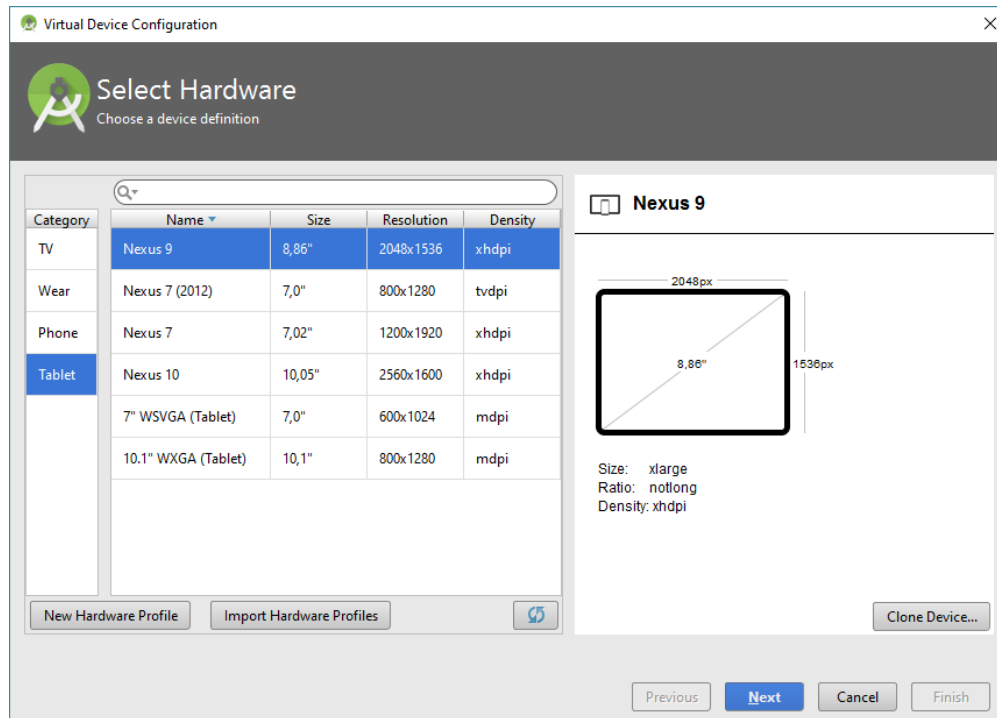 Virtual Device Configuration
Select Hardware
Choose a device definition
Category
TV
Wear
Phone
Tablet
Name Size Resolution Density
Nexus 9 8,86" 2048x1536 xhdpi
Nexus 7 (2012) 7,0" 800x1280 tvdpi
Nexus 7 7,02" 1200x1920 xhdpi
Nexus 10 10,05" 2560x1600 xhdpi
7" WSVGA (Tablet) 7,0" 600x1024 mdpi
10.1" WXGA (Tablet) 10,1" 800x1280 mdpi
New Hardware Profile Import Hardware Profiles
Nexus 9
2048px
8,86" 1536px
Size: xlarge
Ratio: notlong
Density: xhdpi
Clone Device...
Previous Next Cancel Finish